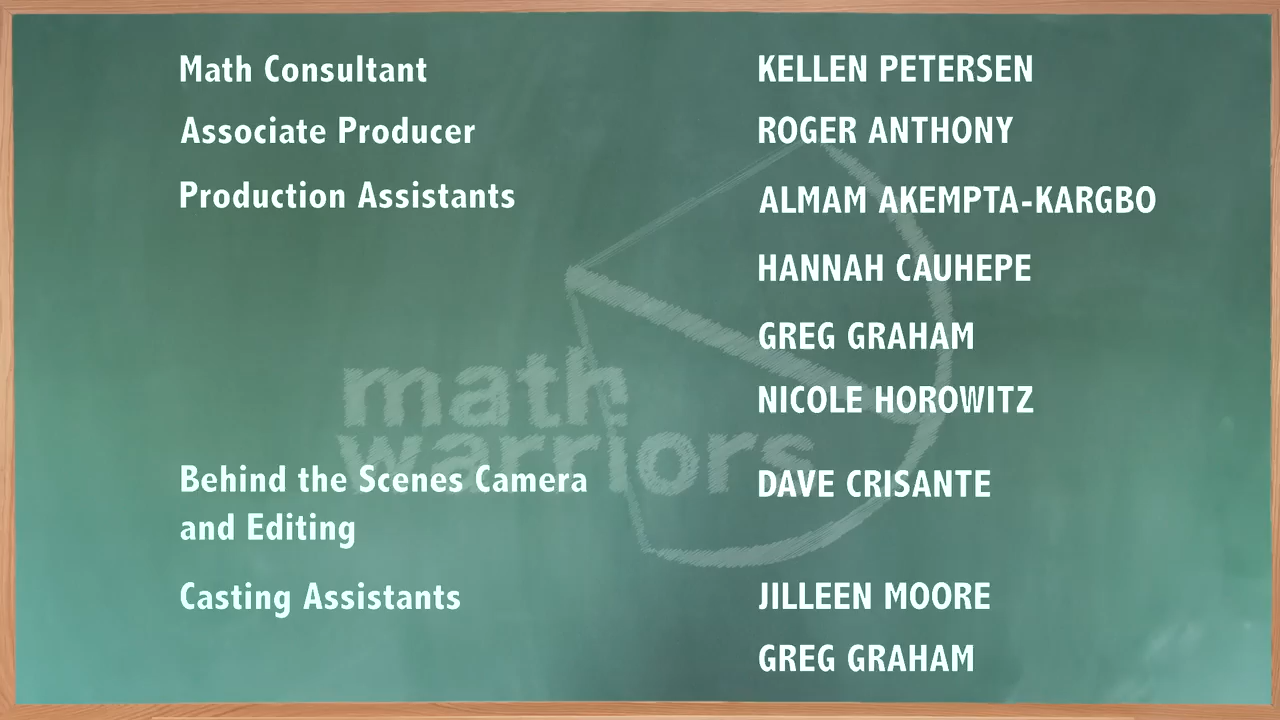 Math Consultant KELLEN PETERSEN
Associate Producer ROGER ANTHONY
Production Assistants ALMAM AKEMPTA-KARGBO
HANNAH CAUHEPE
GREG GRAHAM
NICOLE HOROWITZ
math
warriors
Behind the Scenes Camera DAVE CRISANTE
and Editing
Casting Assistants JILLEEN MOORE
GREG GRAHAM